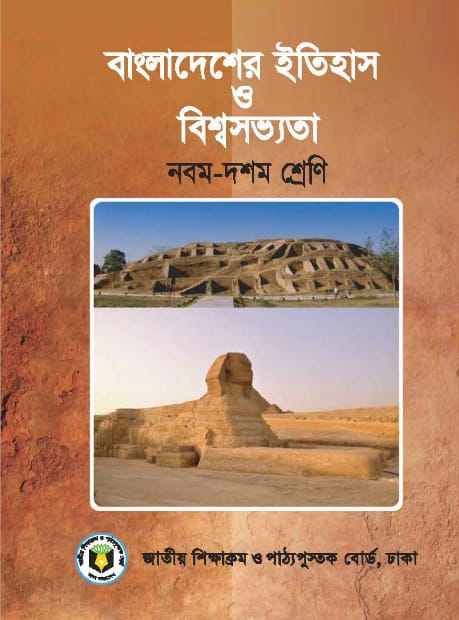 বাংলাদেশের ইতিহাস
ও
বিশ্বসভ্যতা
নবম-দশম শ্রেণি
জাতীয় শিক্ষাক্রম ও পাঠ্যপুস্তক বোর্ড, ঢাকা